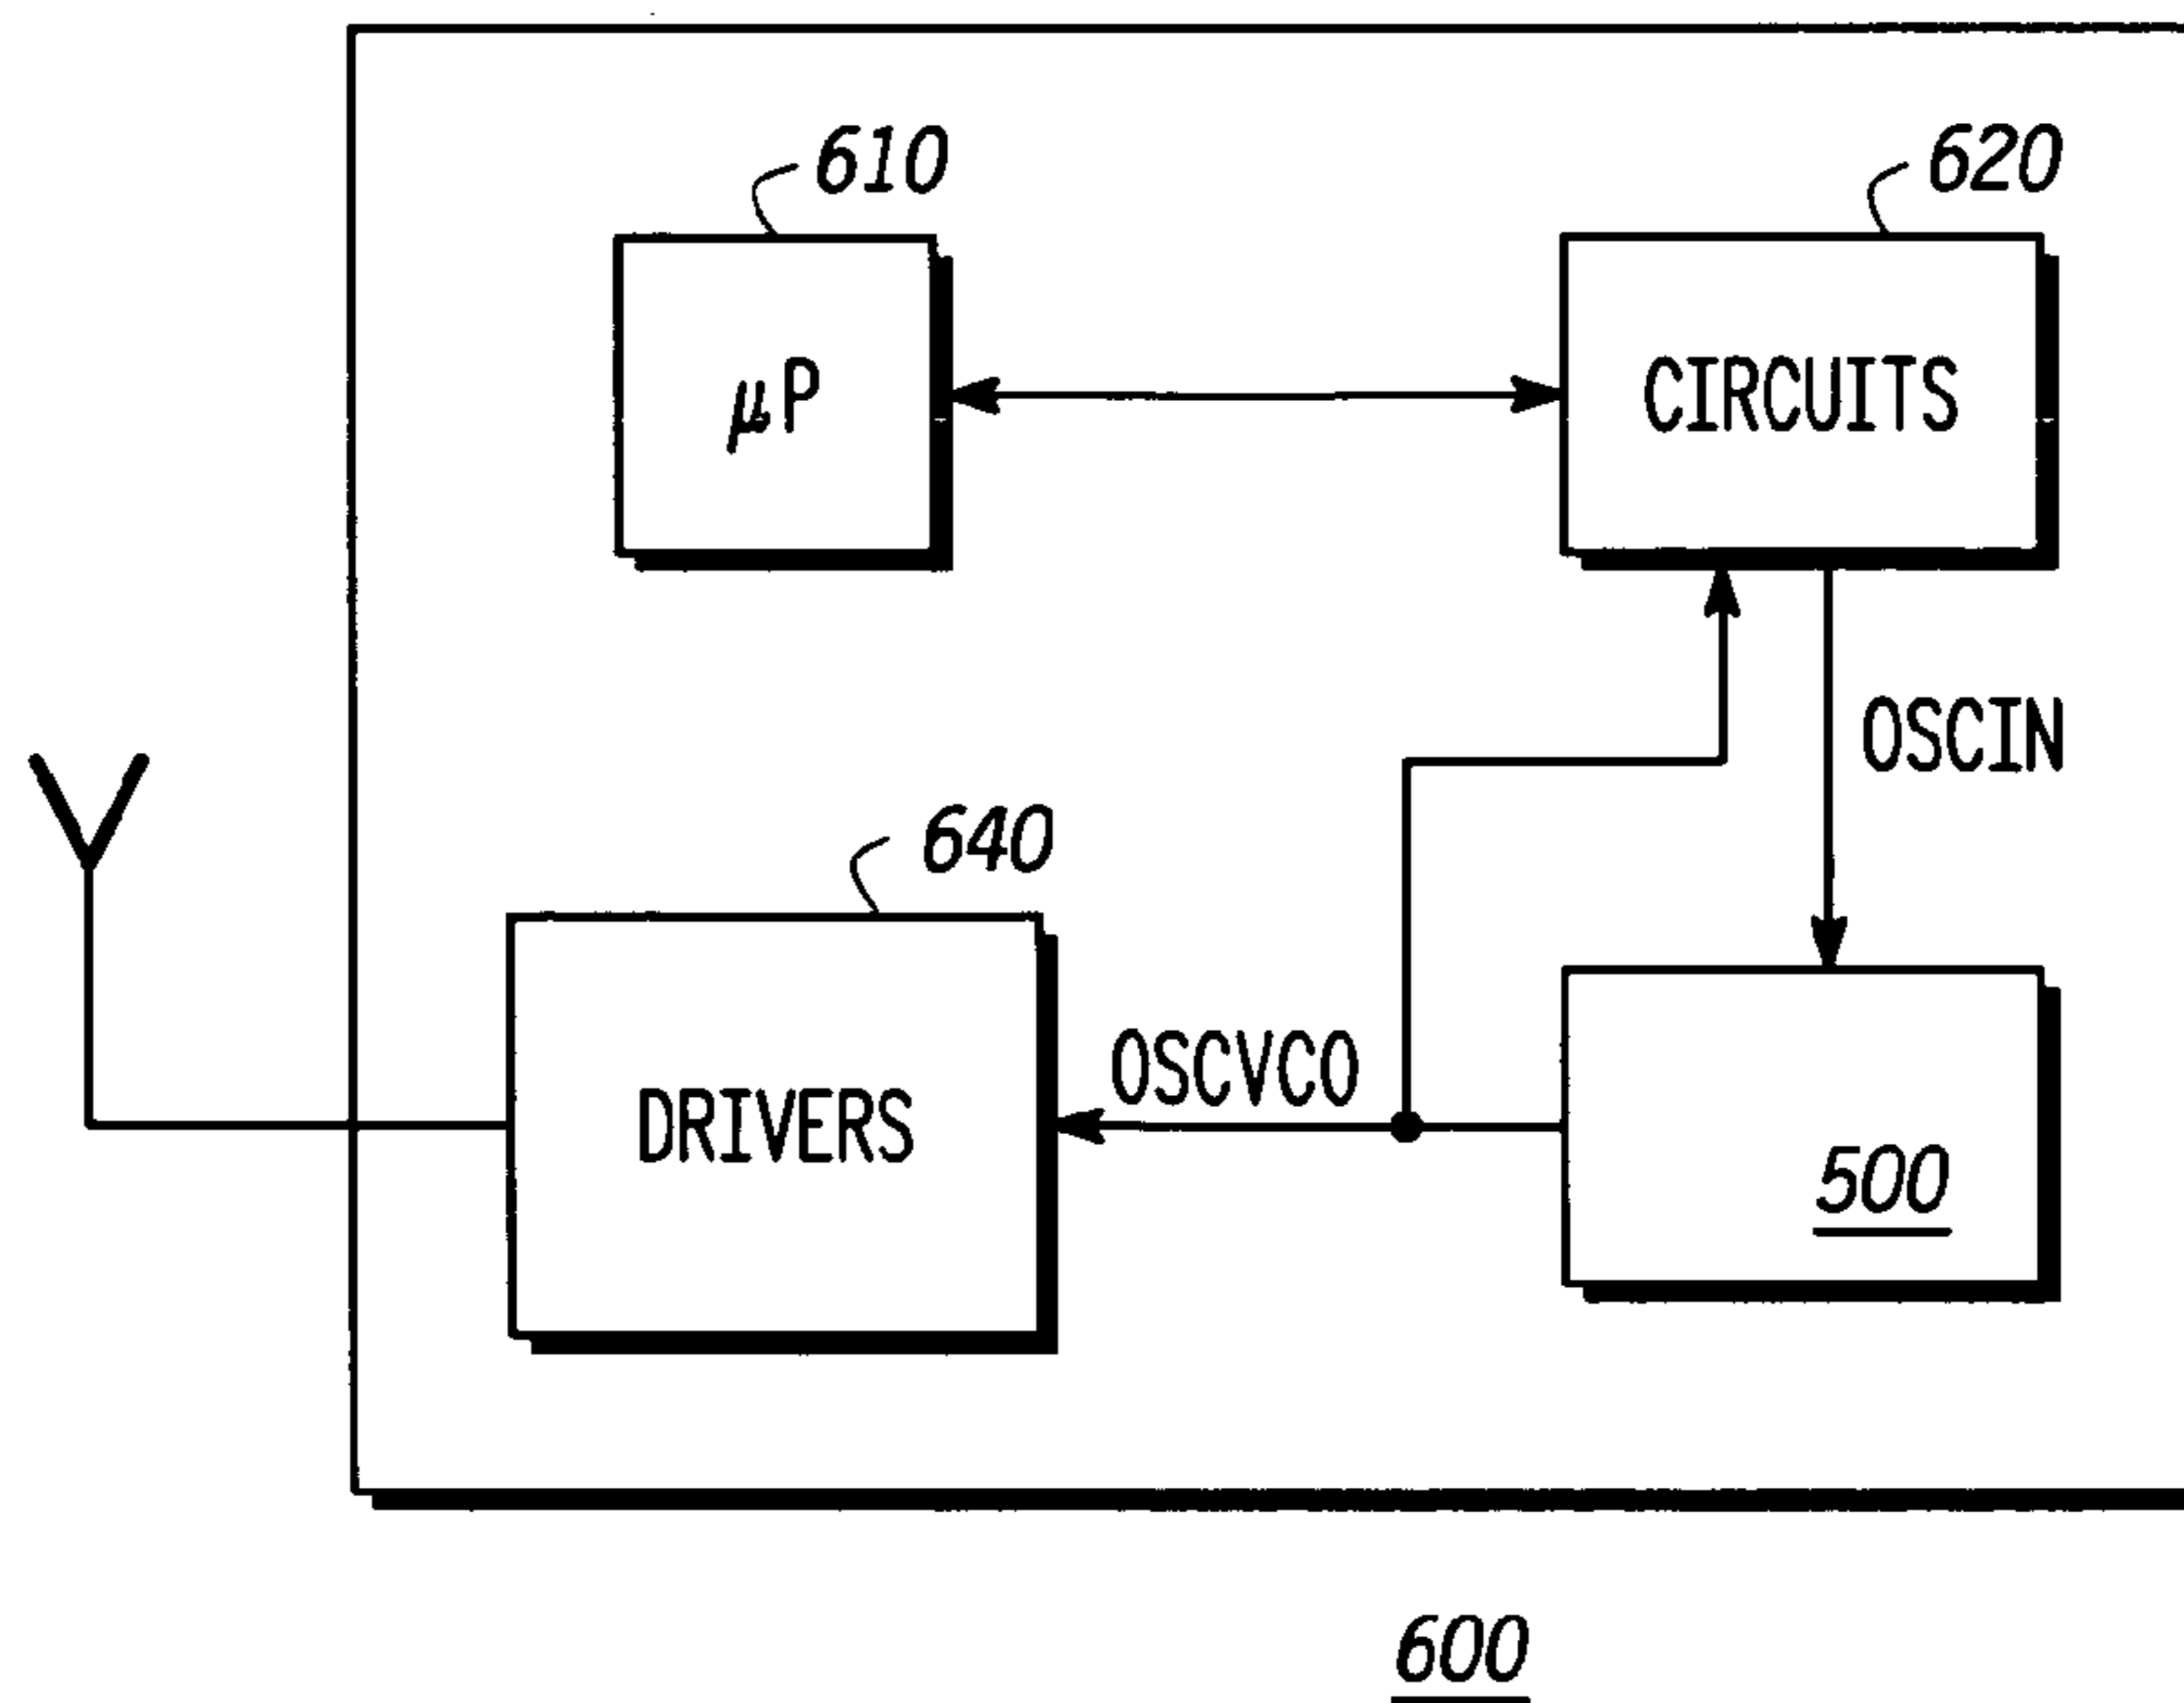 610
620
µP
CIRCUITS
OSCIN
640
OSCVCO
DRIVERS
500
600